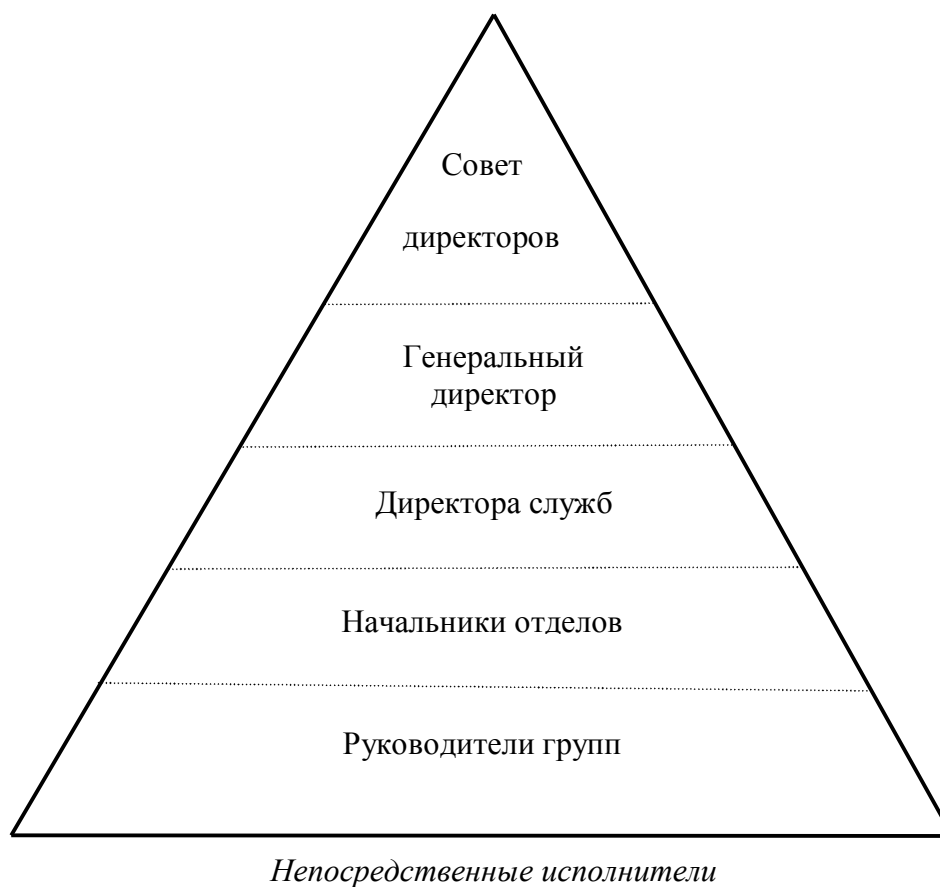 Совет
директоров
Генеральный
директор
Директора служб
Начальники отделов
Руководители групп
Непосредственные исполнители